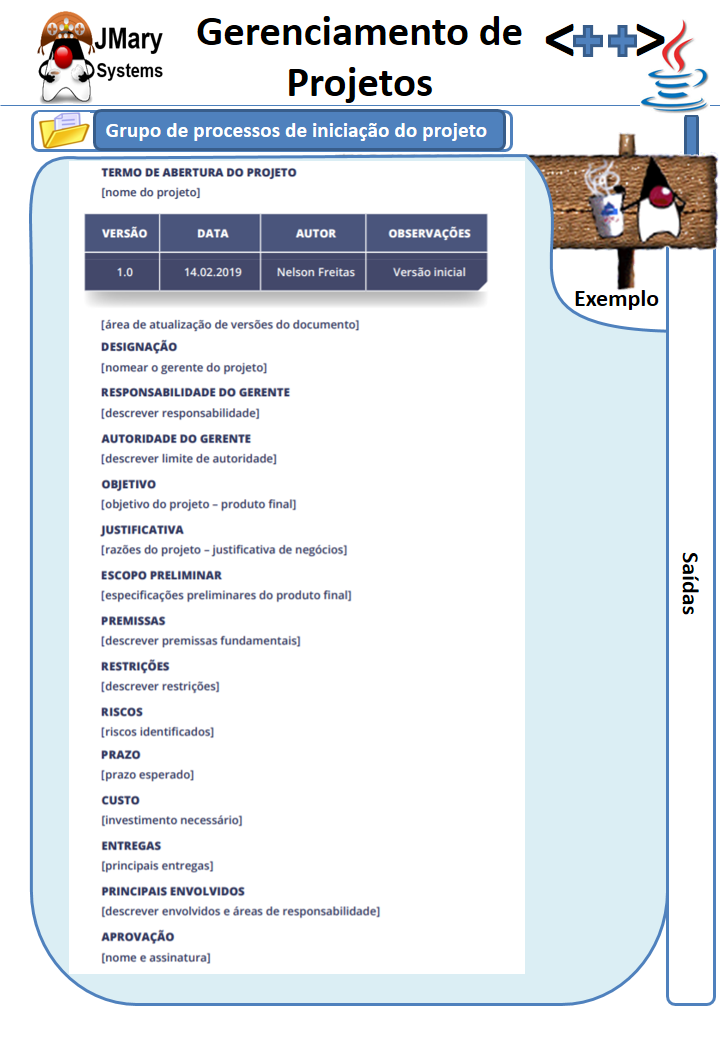 JMary
Systems
Gerenciamento de
Projetos
<++>
Grupo de processos de iniciação do projeto
TERMO DE ABERTURA DO PROJETO
[nome do projeto]
VERSÃO DATA AUTOR OBSERVAÇÕES
1.0 14.02.2019 Nelson Freitas Versão inicial
Exemplo
[área de atualização de versões do documento]
DESIGNAÇÃO
[nomear o gerente do projeto]
RESPONSABILIDADE DO GERENTE
[descrever responsabilidade]
AUTORIDADE DO GERENTE
[descrever limite de autoridade]
OBJETIVO
[objetivo do projeto – produto final]
JUSTIFICATIVA
[razões do projeto – justificativa de negócios]
ESCOPO PRELIMINAR
[especificações preliminares do produto final]
PREMISSAS
[descrever premissas fundamentais]
RESTRIÇÕES
[descrever restrições]
RISCOS
[riscos identificados]
PRAZO
[prazo esperado]
CUSTO
[investimento necessário]
ENTREGAS
[principais entregas]
PRINCIPAIS ENVOLVIDOS
[descrever envolvidos e áreas de responsabilidade]
APROVAÇÃO
[nome e assinatura]
Saídas